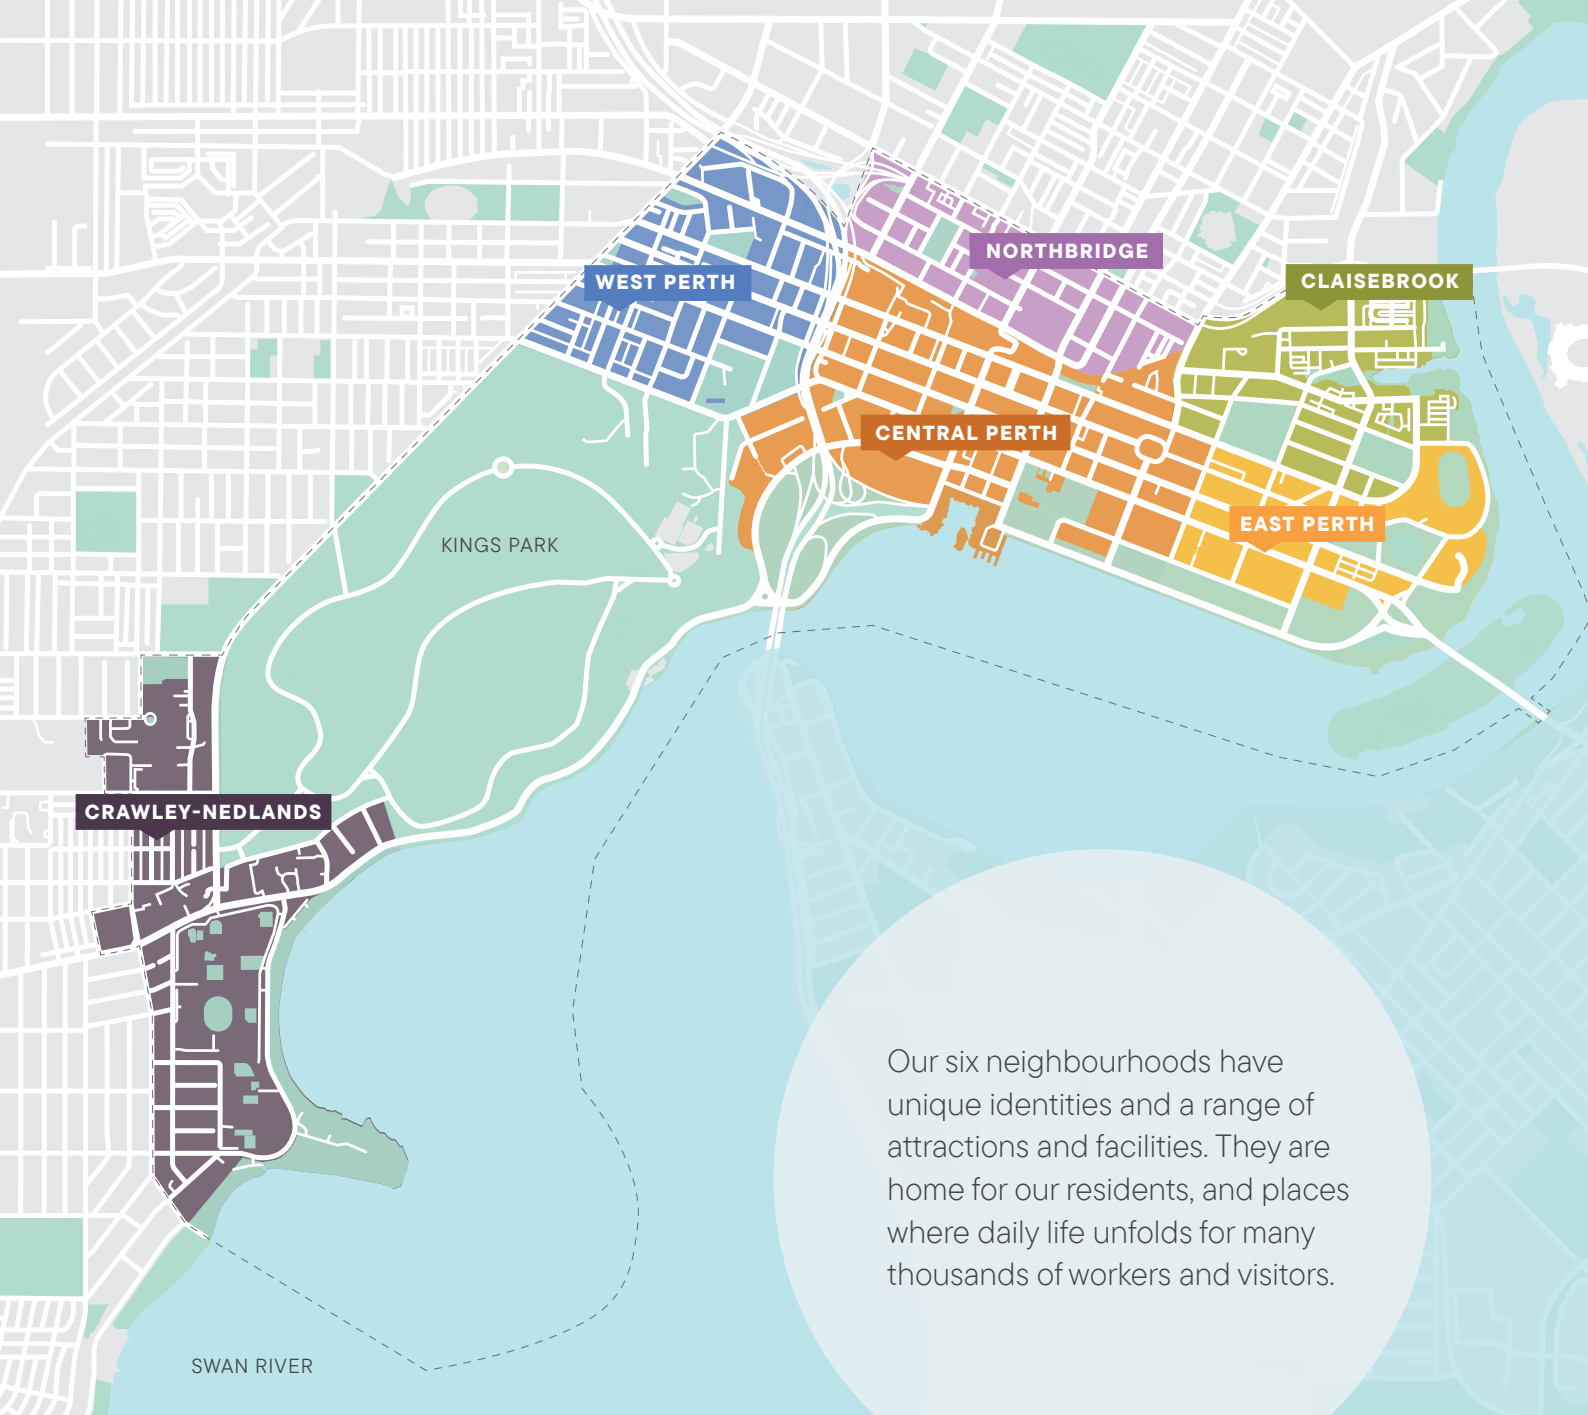 NORTHBRIDGE
WEST PERTH
CLAISEBROOK
CENTRAL PERTH
EAST PERTH
KINGS PARK
CRAWLEY-NEDLANDS
Our six neighbourhoods have
unique identities and a range of
attractions and facilities. They are
home for our residents, and places
where daily life unfolds for many
thousands of workers and visitors.
SWAN RIVER